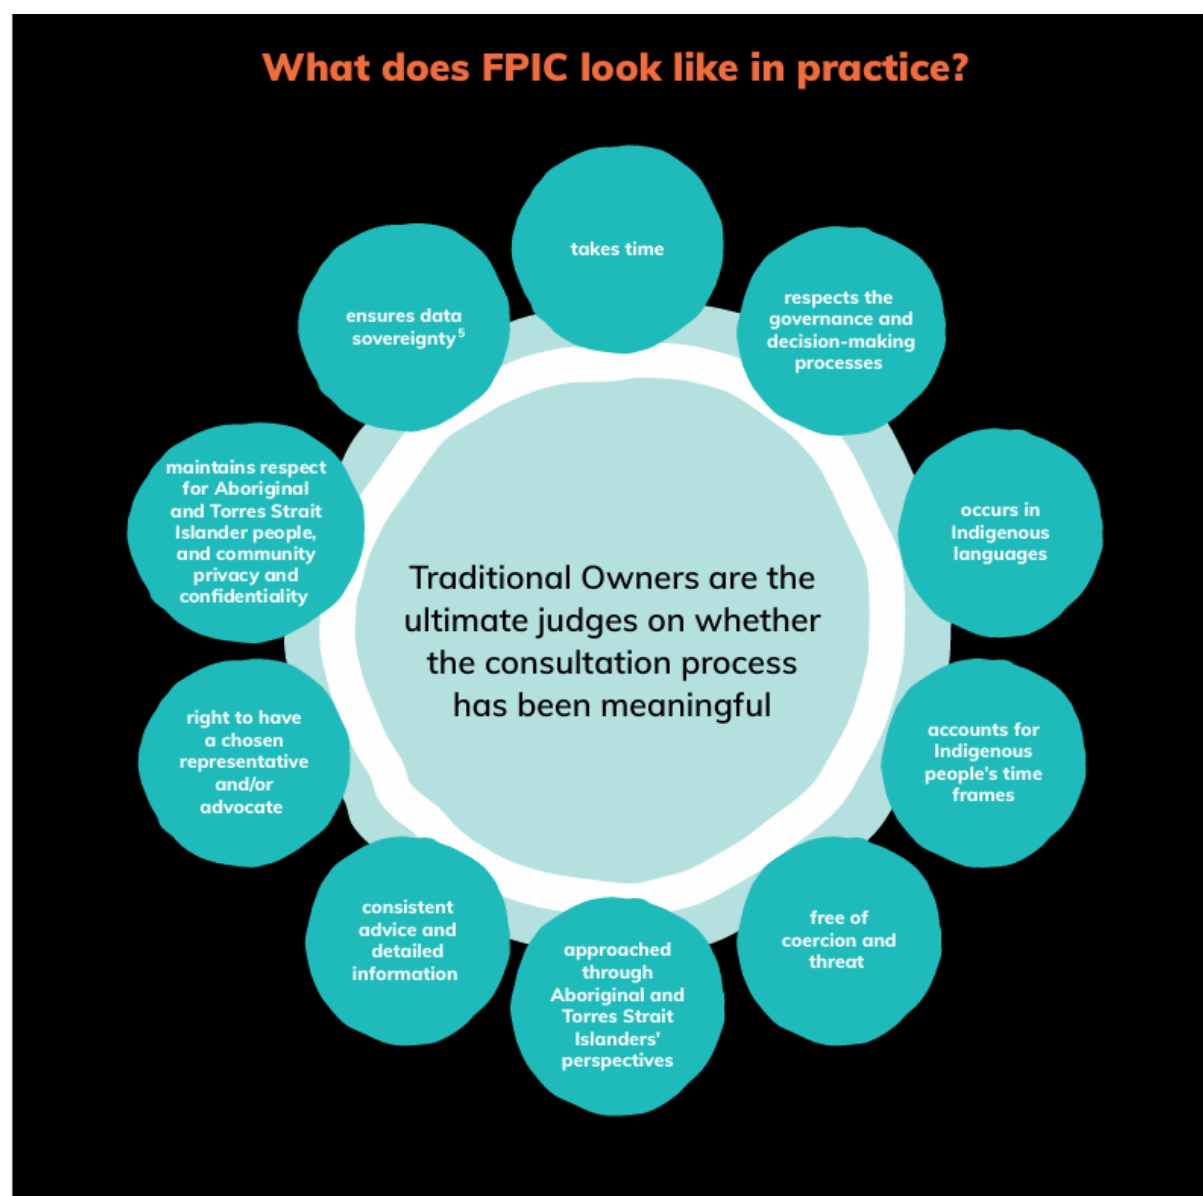 What does FPIC look like in practice?
takes time
respects the
governance and
decision-making
processes
occurs in
Indigenous
languages
accounts for
Indigenous
people's time
frames
free of
coercion and
threat
approached
through
Aboriginal and
Torres Strait
Islanders'
perspectives
consistent
advice and
detailed
information
right to have
a chosen
representative
and/or
advocate
maintains respect
for Aboriginal
and Torres Strait
Islander people,
and community
privacy and
confidentiality
ensures data
sovereignty⁵
Traditional Owners are the
ultimate judges on whether
the consultation process
has been meaningful